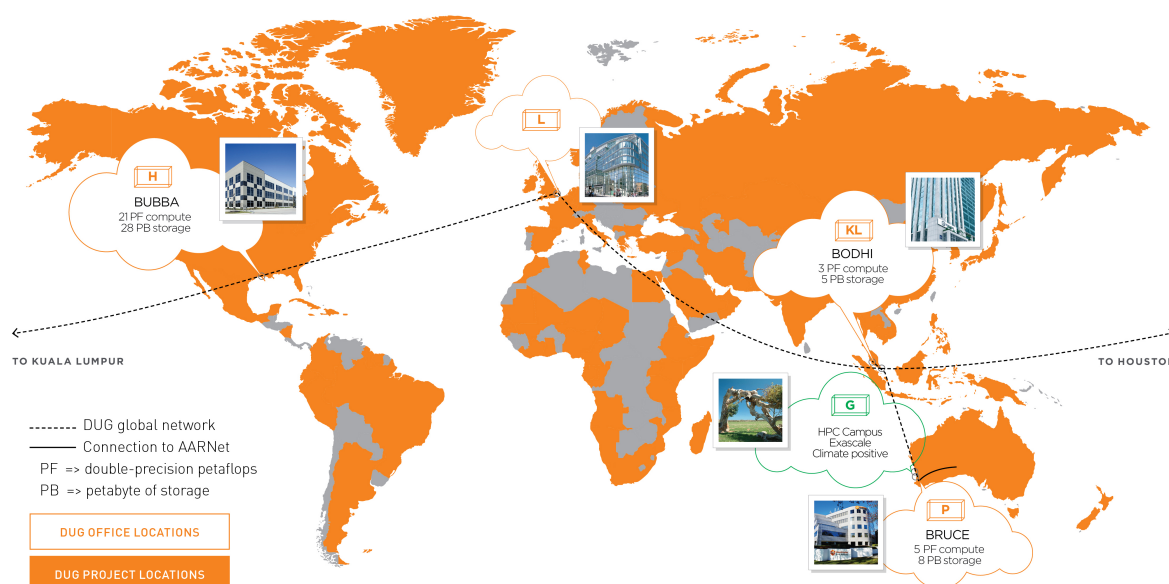 L
H
BUBBA
21 PF compute
28 PB storage
KL
BODHI
3 PF compute
5 PB storage
TO KUALA LUMPUR
TO HOUSTON
G
HPC Campus
Exascale
Climate positive
DUG global network
Connection to AARNet
PF => double-precision petaflops
PB => petabyte of storage
P
BRUCE
5 PF compute
8 PB storage
DUG OFFICE LOCATIONS
DUG PROJECT LOCATIONS